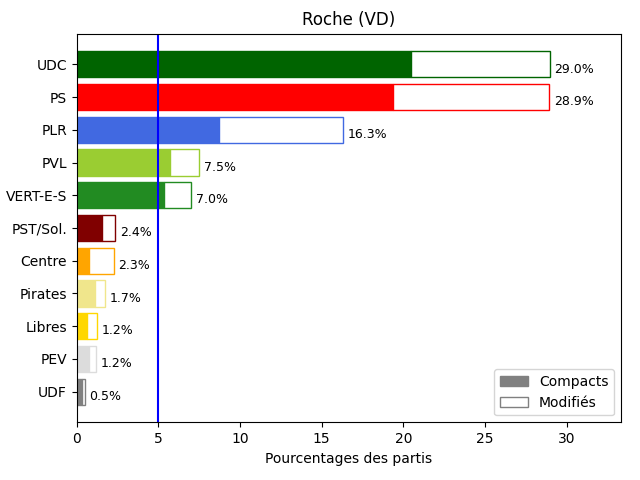 Roche (VD)
UDC 29.0%
PS 28.9%
PLR 16.3%
PVL 7.5%
VERT-E-S 7.0%
PST/Sol. 2.4%
Centre 2.3%
Pirates 1.7%
Libres 1.2%
PEV 1.2%
UDF 0.5%
Compacts
Modifiés
0 5 10 15 20 25 30
Pourcentages des partis